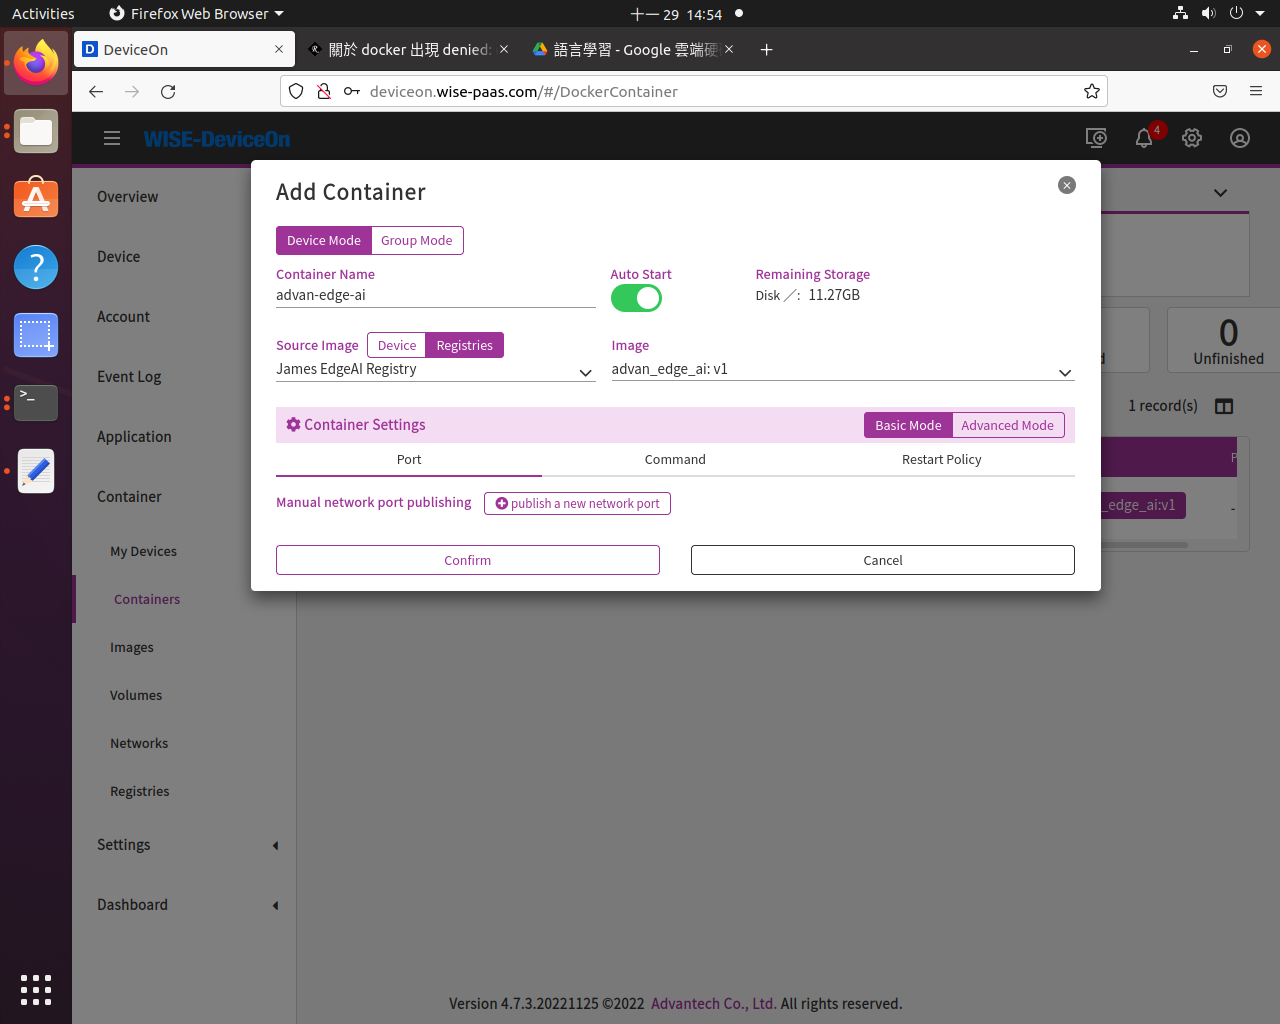 Activities
Firefox Web Browser
十一 29 14:54
DeviceOn
關於 docker 出現 denied:
語言學習 - Google 雲端硬
deviceon.wise-paas.com/#/DockerContainer
WISE-DeviceOn
4
Overview
Device
Account
Event Log
Application
Container
My Devices
Containers
Images
Volumes
Networks
Registries
Settings
Dashboard
Add Container
Device Mode
Group Mode
Container Name
Auto Start
Remaining Storage
advan-edge-ai
Disk ／: 11.27GB
Source Image
Device
Registries
Image
James EdgeAI Registry
advan_edge_ai: v1
Container Settings
Basic Mode
Advanced Mode
Port
Command
Restart Policy
Manual network port publishing
publish a new network port
Confirm
Cancel
0
Unfinished
1 record(s)
_edge_ai:v1
-
Version 4.7.3.20221125 ©2022 Advantech Co., Ltd. All rights reserved.